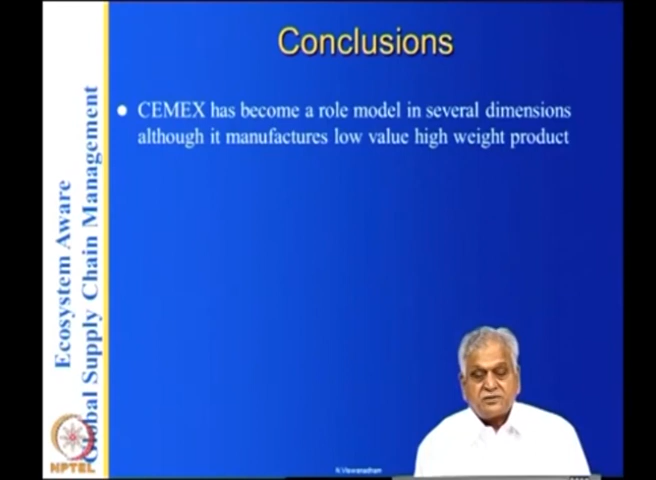 Conclusions
CEMEX has become a role model in several dimensions
although it manufactures low value high weight product
Ecosystem Aware
Global Supply Chain Management
NPTEL
N.Viswanadham